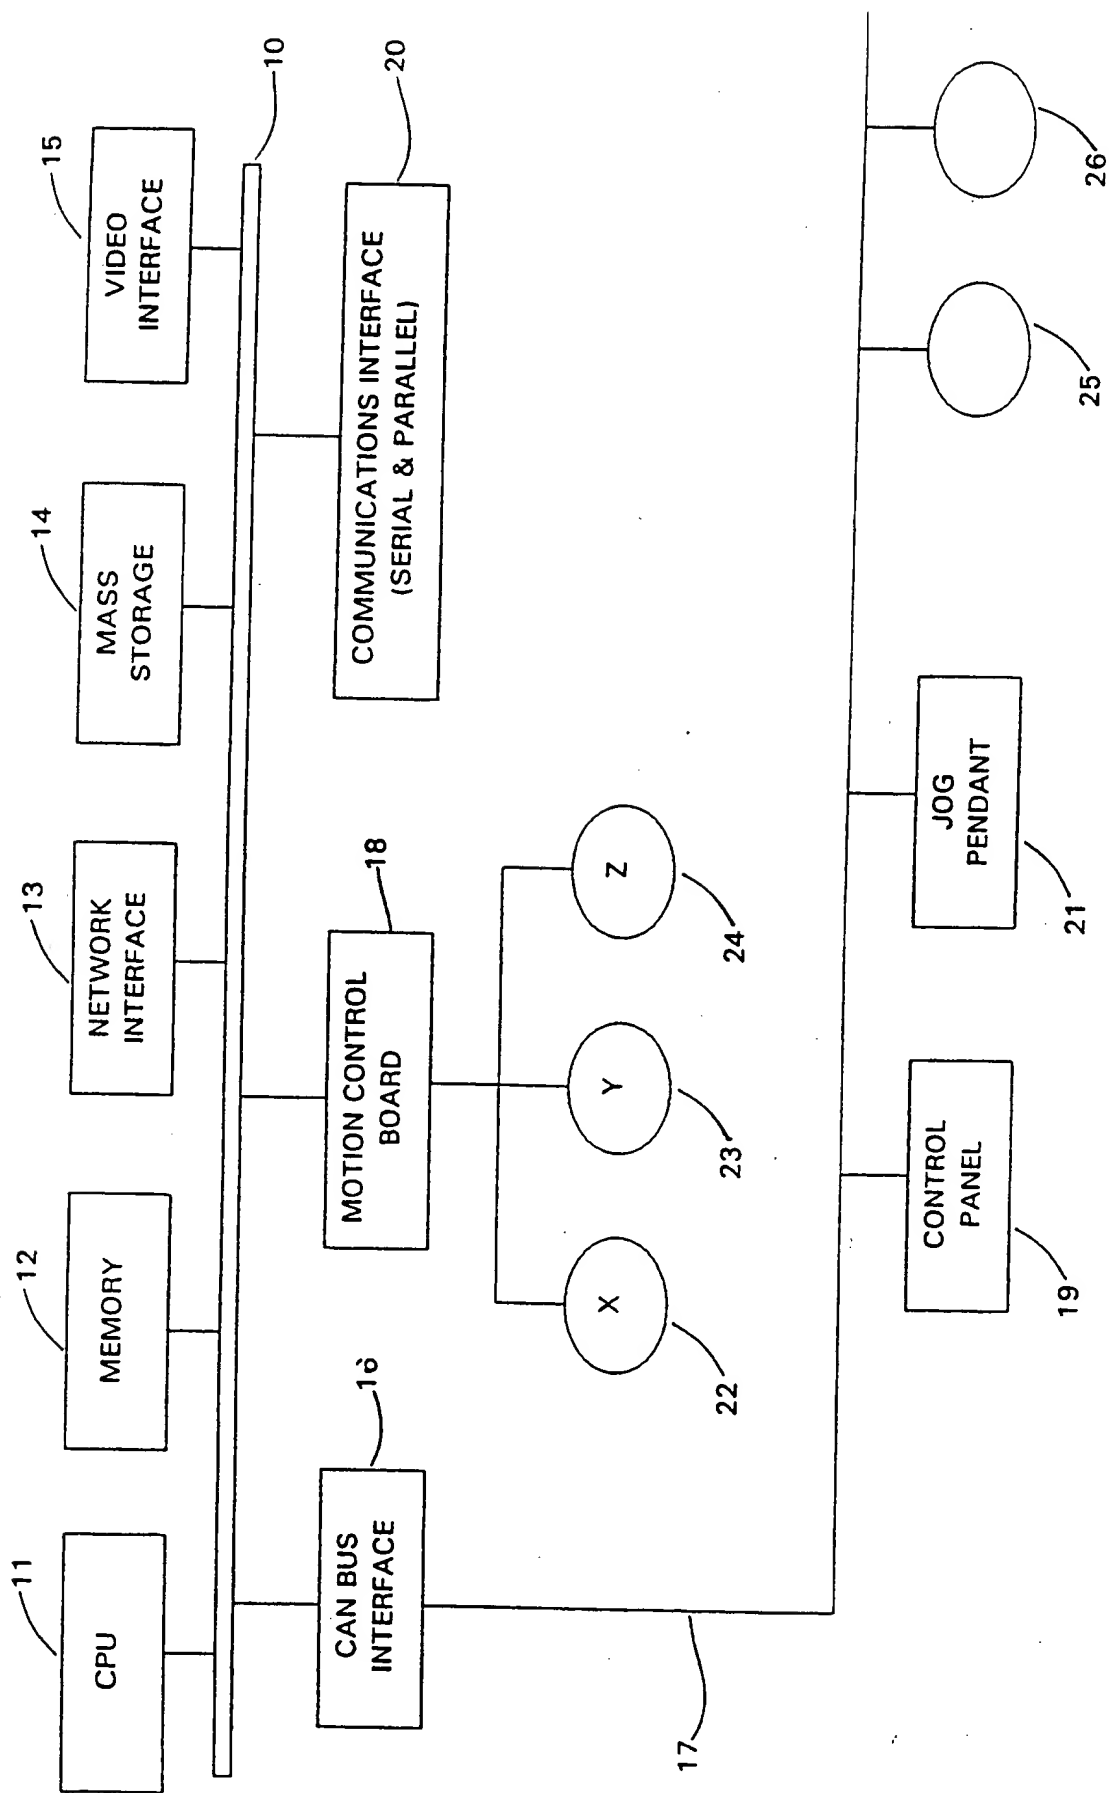 11
CPU
12
MEMORY
13
NETWORK
INTERFACE
14
MASS
STORAGE
15
VIDEO
INTERFACE
10
16
CAN BUS
INTERFACE
18
MOTION CONTROL
BOARD
20
COMMUNICATIONS INTERFACE
(SERIAL & PARALLEL)
X
22
Y
23
Z
24
17
CONTROL
PANEL
19
JOG
PENDANT
21
25
26